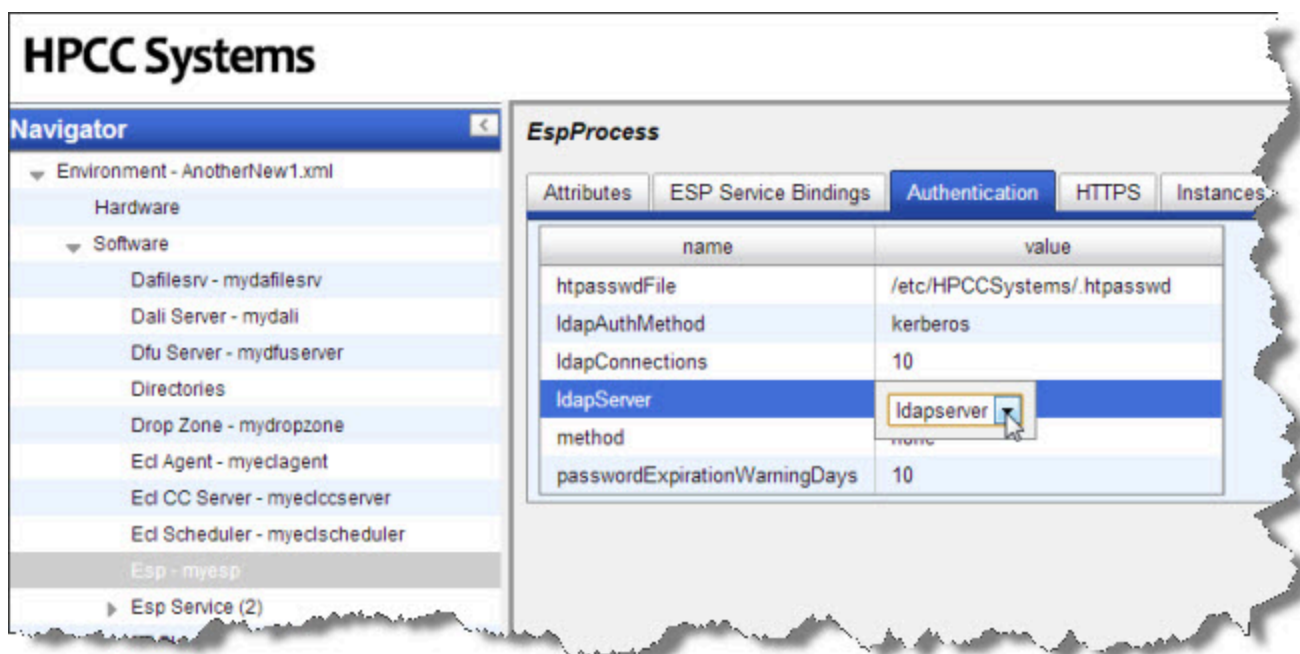 HPCC Systems
Navigator
Environment - AnotherNew1.xml
Hardware
Software
Dafilesrv - mydafilesrv
Dali Server - mydali
Dfu Server - mydfuserver
Directories
Drop Zone - mydropzone
Ecl Agent - myeclagent
Ecl CC Server - myeclccserver
Ecl Scheduler - myeclscheduler
Esp - myesp
Esp Service (2)
EspProcess
Attributes ESP Service Bindings Authentication HTTPS Instances
name value
htpasswdFile /etc/HPCCSystems/.htpasswd
ldapAuthMethod kerberos
ldapConnections 10
ldapServer ldapserver
method none
passwordExpirationWarningDays 10